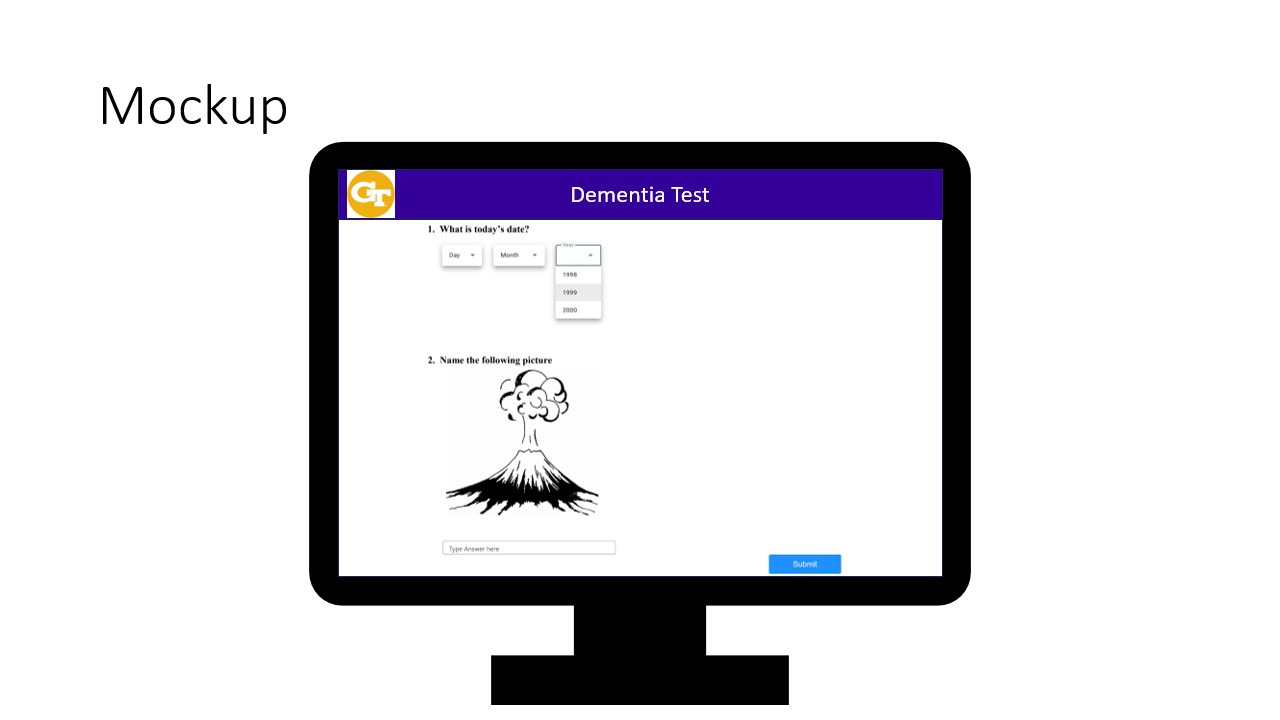 Mockup
GT
Dementia Test
1. What is today's date?
Year
Day Month
1998
1999
2000
2. Name the following picture
Type Answer here
Submit